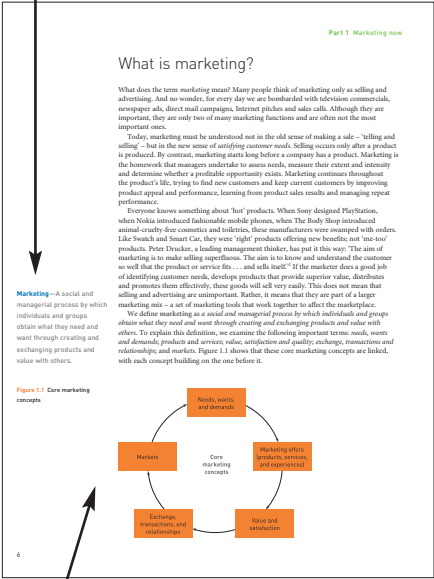 Part 1 Marketing now
What is marketing?
What does the term marketing mean? Many people think of marketing only as selling and
advertising. And no wonder, for every day we are bombarded with television commercials,
newspaper ads, direct mail campaigns, Internet pitches and sales calls. Although they are
important, they are only two of many marketing functions and are often not the most
important ones.
Today, marketing must be understood not in the old sense of making a sale – 'telling and
selling' – but in the new sense of satisfying customer needs. Selling occurs only after a product
is produced. By contrast, marketing starts long before a company has a product. Marketing is
the homework that managers undertake to assess needs, measure their extent and intensity
and determine whether a profitable opportunity exists. Marketing continues throughout
the product's life, trying to find new customers and keep current customers by improving
product appeal and performance, learning from product sales results and managing repeat
performance.
Everyone knows something about 'hot' products. When Sony designed PlayStation,
when Nokia introduced fashionable mobile phones, when The Body Shop introduced
animal-cruelty-free cosmetics and toiletries, these manufacturers were swamped with orders.
Like Swatch and Smart Car, they were 'right' products offering new benefits; not 'me-too'
products. Peter Drucker, a leading management thinker, has put it this way: 'The aim of
marketing is to make selling superfluous. The aim is to know and understand the customer
so well that the product or service fits . . . and sells itself.' If the marketer does a good job
of identifying customer needs, develops products that provide superior value, distributes
and promotes them effectively, these goods will sell very easily. This does not mean that
selling and advertising are unimportant. Rather, it means that they are part of a larger
marketing mix – a set of marketing tools that work together to affect the marketplace.
We define marketing as a social and managerial process by which individuals and groups
obtain what they need and want through creating and exchanging products and value with
others. To explain this definition, we examine the following important terms: needs, wants
and demands; products and services; value, satisfaction and quality; exchange, transactions and
relationships; and markets. Figure 1.1 shows that these core marketing concepts are linked,
with each concept building on the one before it.
Marketing—A social and
managerial process by which
individuals and groups
obtain what they need and
want through creating and
exchanging products and
value with others.
Figure 1.1 Core marketing
concepts
Needs, wants,
and demands
Marketing offers
(products, services,
and experiences)
Value and
satisfaction
Exchange,
transactions, and
relationships
Markets
Core
marketing
concepts
6